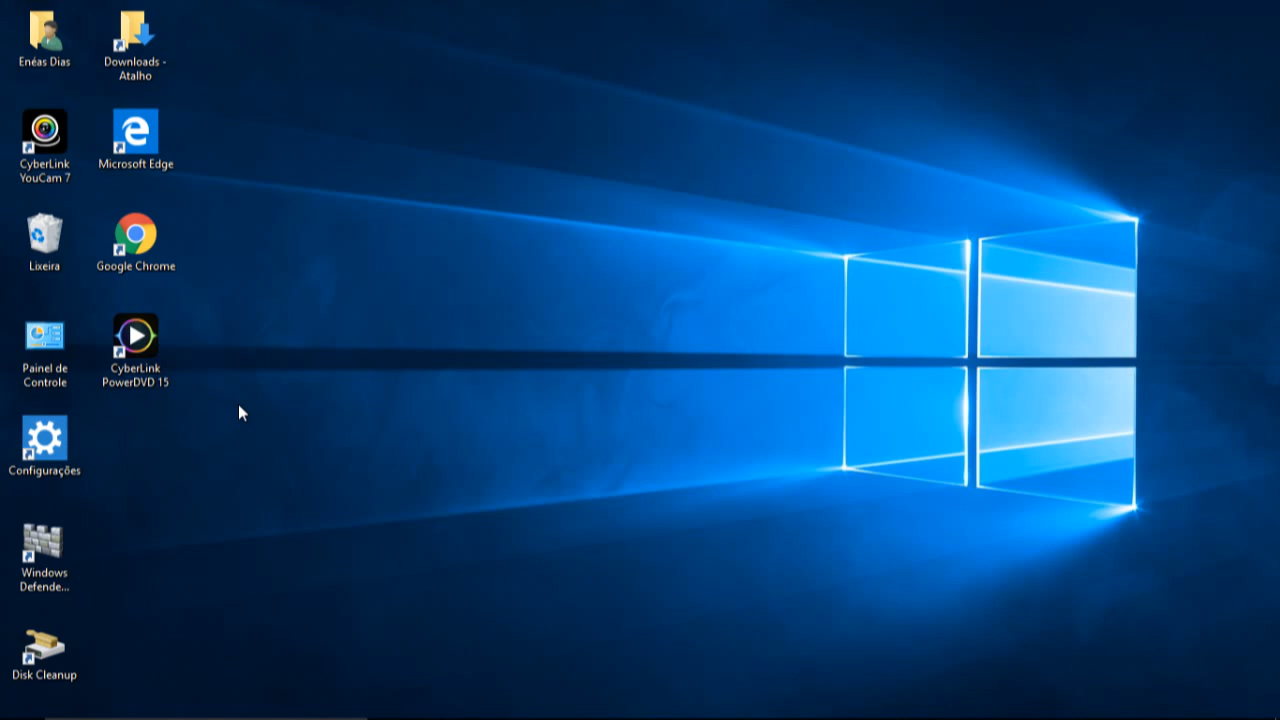 Enéas Dias
CyberLink
YouCam 7
Lixeira
Painel de
Controle
Configurações
Windows
Defende...
Disk Cleanup
Downloads -
Atalho
Microsoft Edge
Google Chrome
CyberLink
PowerDVD 15